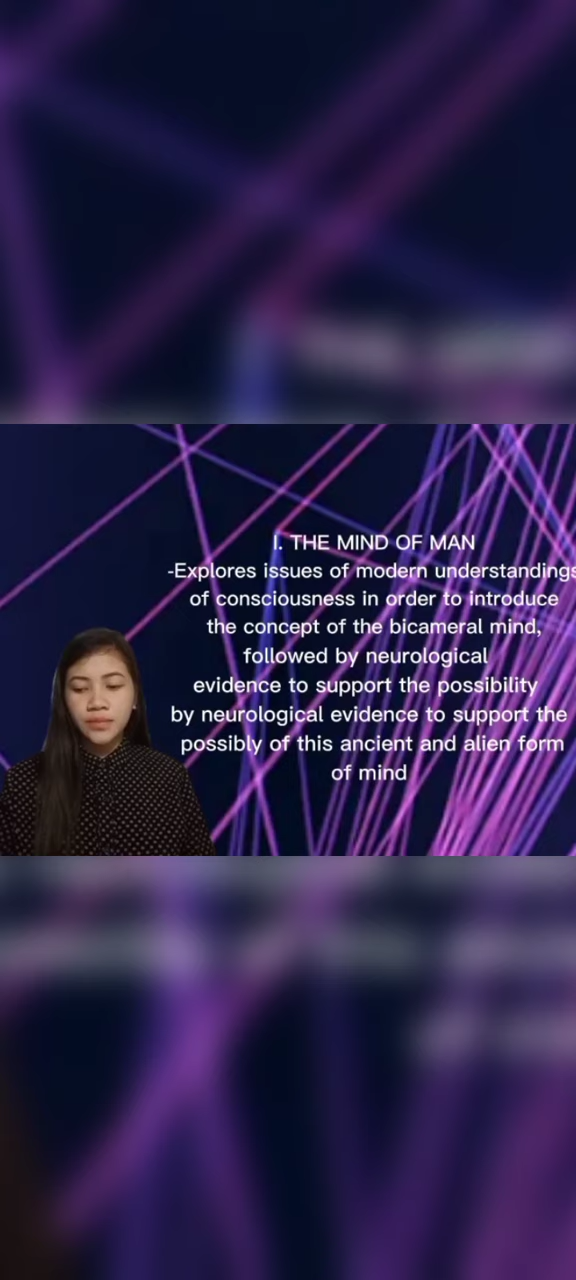 I. THE MIND OF MAN
-Explores issues of modern understandings
of consciousness in order to introduce
the concept of the bicameral mind,
followed by neurological
evidence to support the possibility
by neurological evidence to support the
possibly of this ancient and alien form
of mind